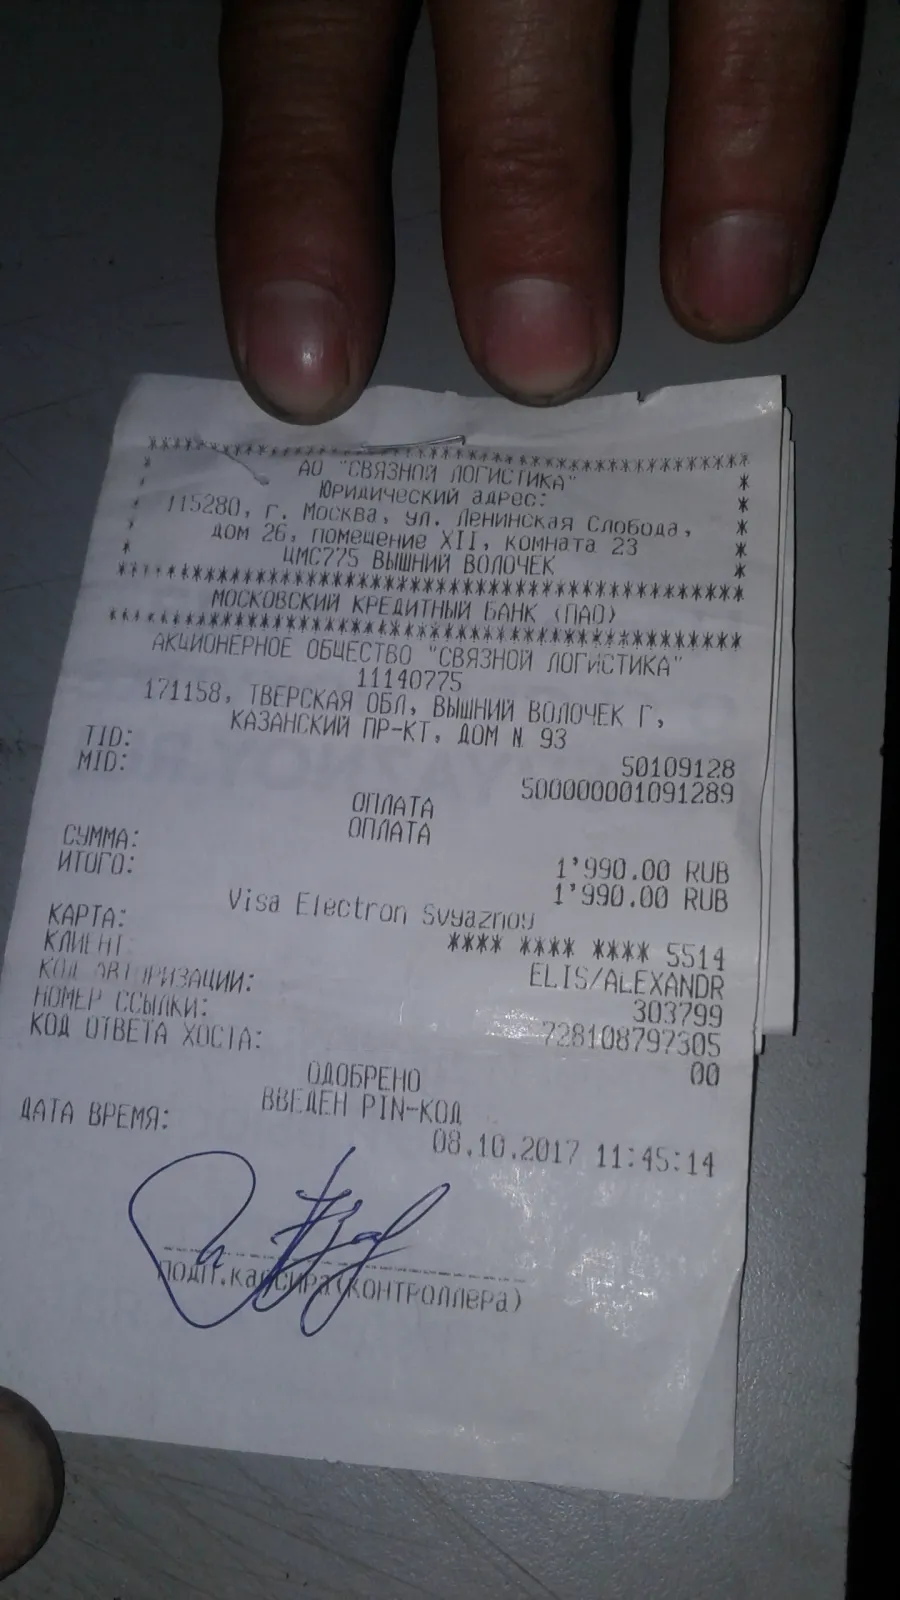 ************************************************
* АО "СВЯЗНОЙ ЛОГИСТИКА" *
* Юридический адрес: *
* 115280, г. Москва, ул. Ленинская Слобода, *
* дом 26, помещение XII, комната 23 *
* ЦМС775 ВЫШНИЙ ВОЛОЧЕК *
************************************************
МОСКОВСКИЙ КРЕДИТНЫЙ БАНК (ПАО)
************************************************
АКЦИОНЕРНОЕ ОБЩЕСТВО "СВЯЗНОЙ ЛОГИСТИКА"
11140775
171158, ТВЕРСКАЯ ОБЛ, ВЫШНИЙ ВОЛОЧЕК Г,
КАЗАНСКИЙ ПР-КТ, ДОМ N 93
TID: 50109128
MID: 500000001091289
ОПЛАТА
ОПЛАТА
СУММА: 1'990.00 RUB
ИТОГО: 1'990.00 RUB
Visa Electron Svyaznoy
КАРТА: **** **** **** 5514
КЛИЕНТ: ELIS/ALEXANDR
КОД АВТОРИЗАЦИИ: 303799
НОМЕР ССЫЛКИ: 728108797305
КОД ОТВЕТА ХОСТА: 00
ОДОБРЕНО
ВВЕДЕН PIN-КОД
ДАТА ВРЕМЯ: 08.10.2017 11:45:14
подп.кассира(контроллера)